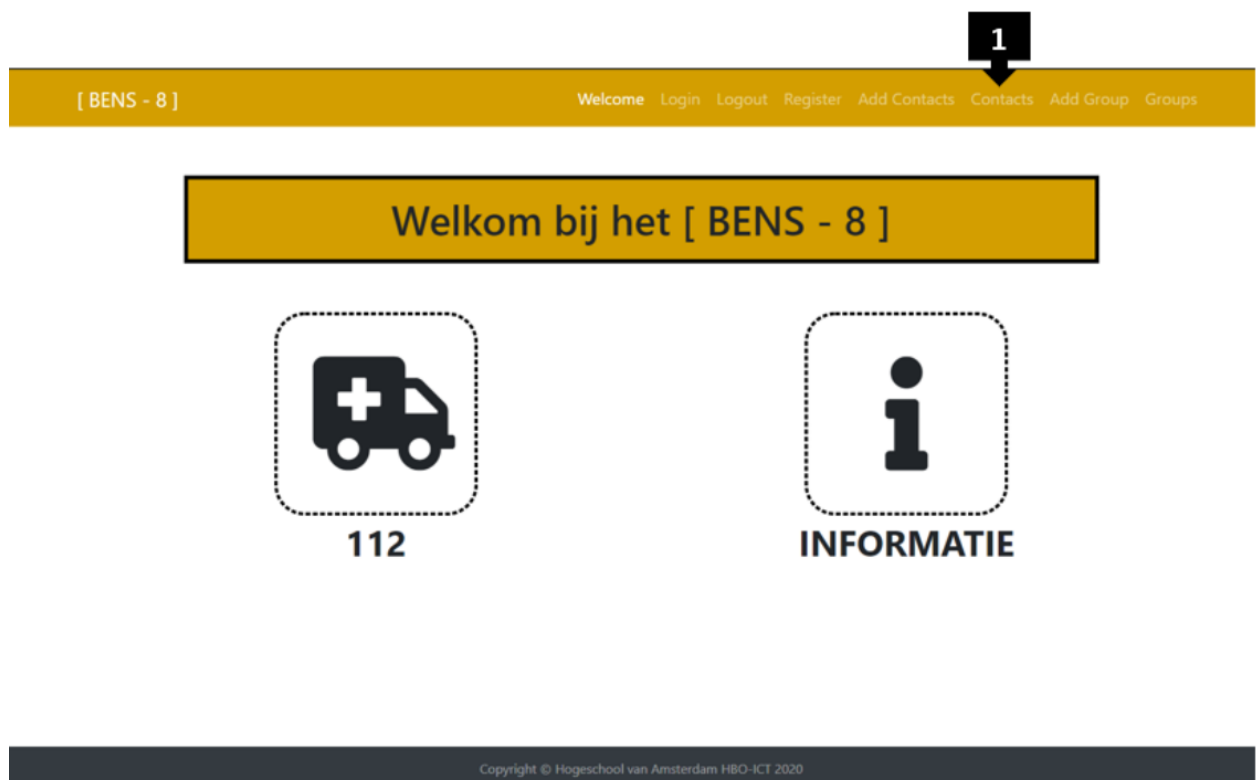 1
[ BENS - 8 ] Welcome Login Logout Register Add Contacts Contacts Add Group Groups
Welkom bij het [ BENS - 8 ]
112 INFORMATIE
Copyright © Hogeschool van Amsterdam HBO-ICT 2020